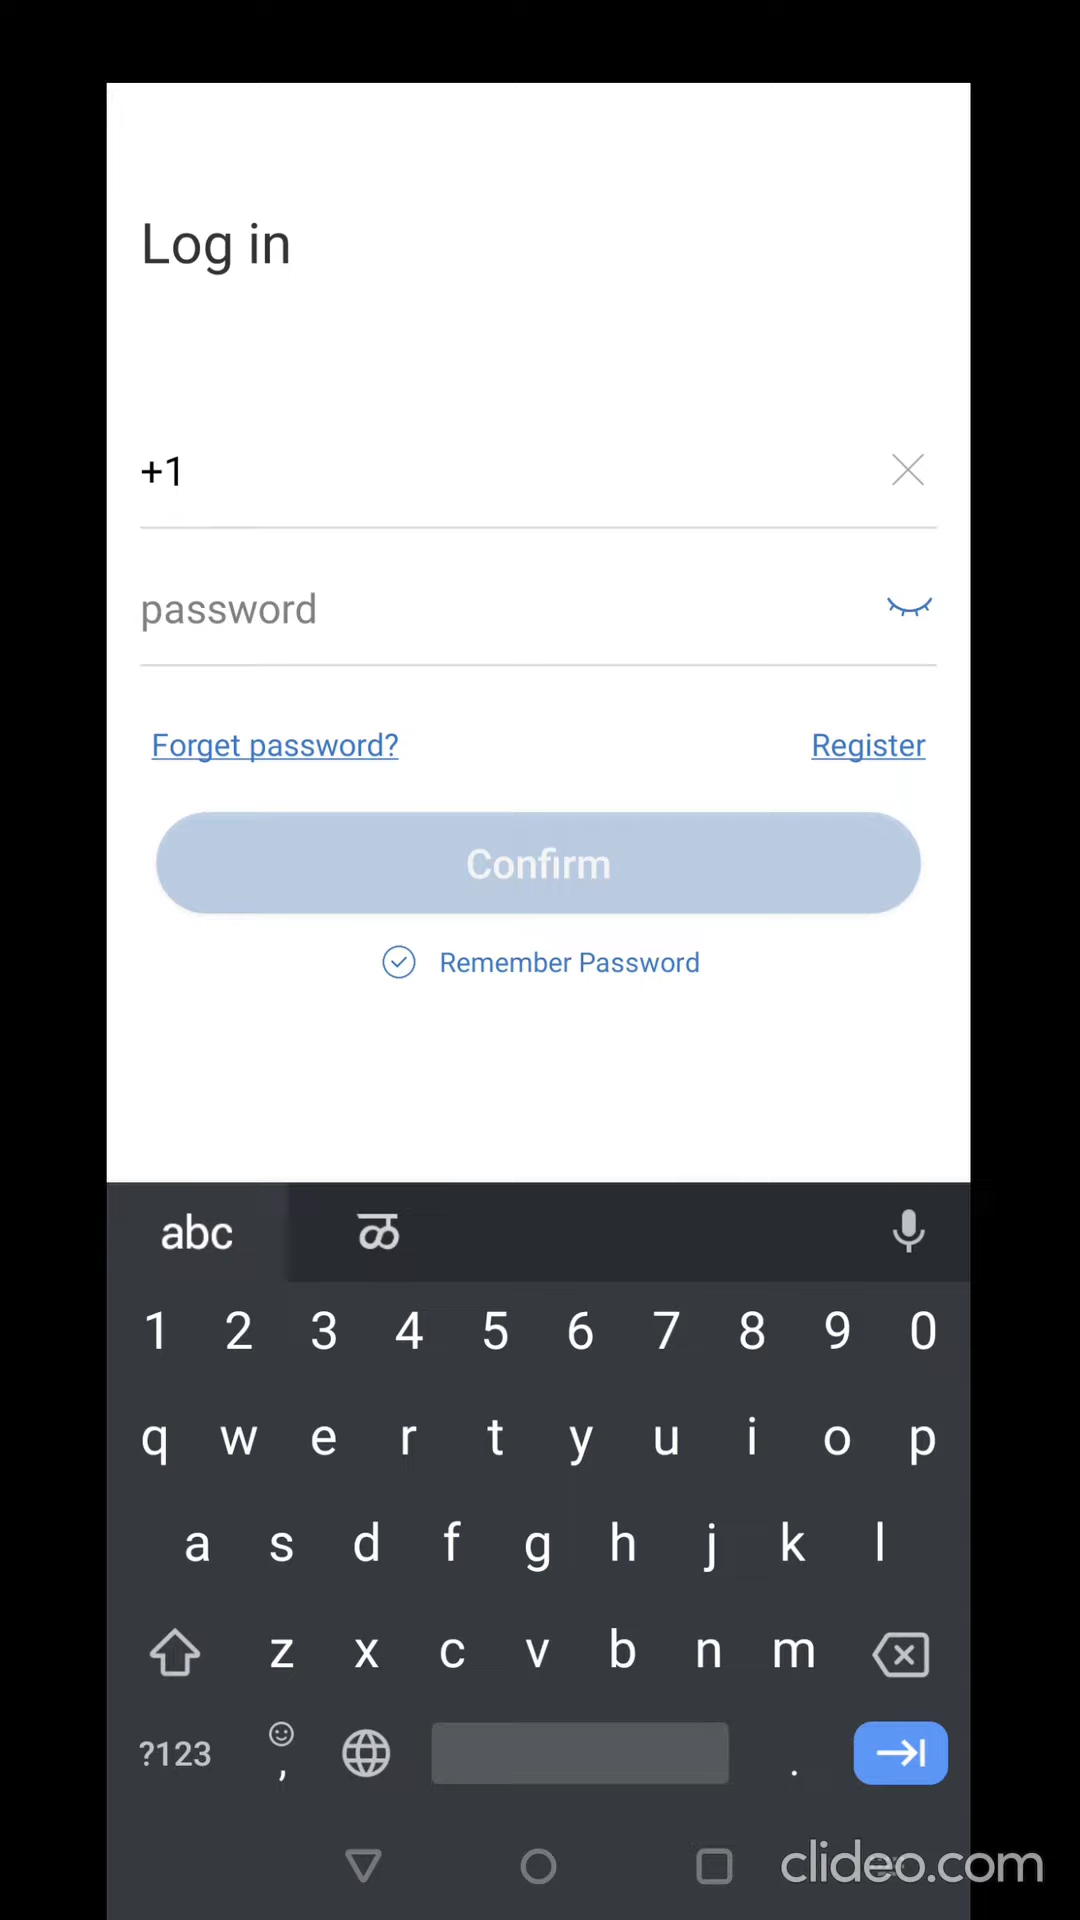 Log in
+1
password
Forget password? Register
Confirm
Remember Password
abc
1 2 3 4 5 6 7 8 9 0
q w e r t y u i o p
a s d f g h j k l
z x c v b n m
?123 , .
clideo.com